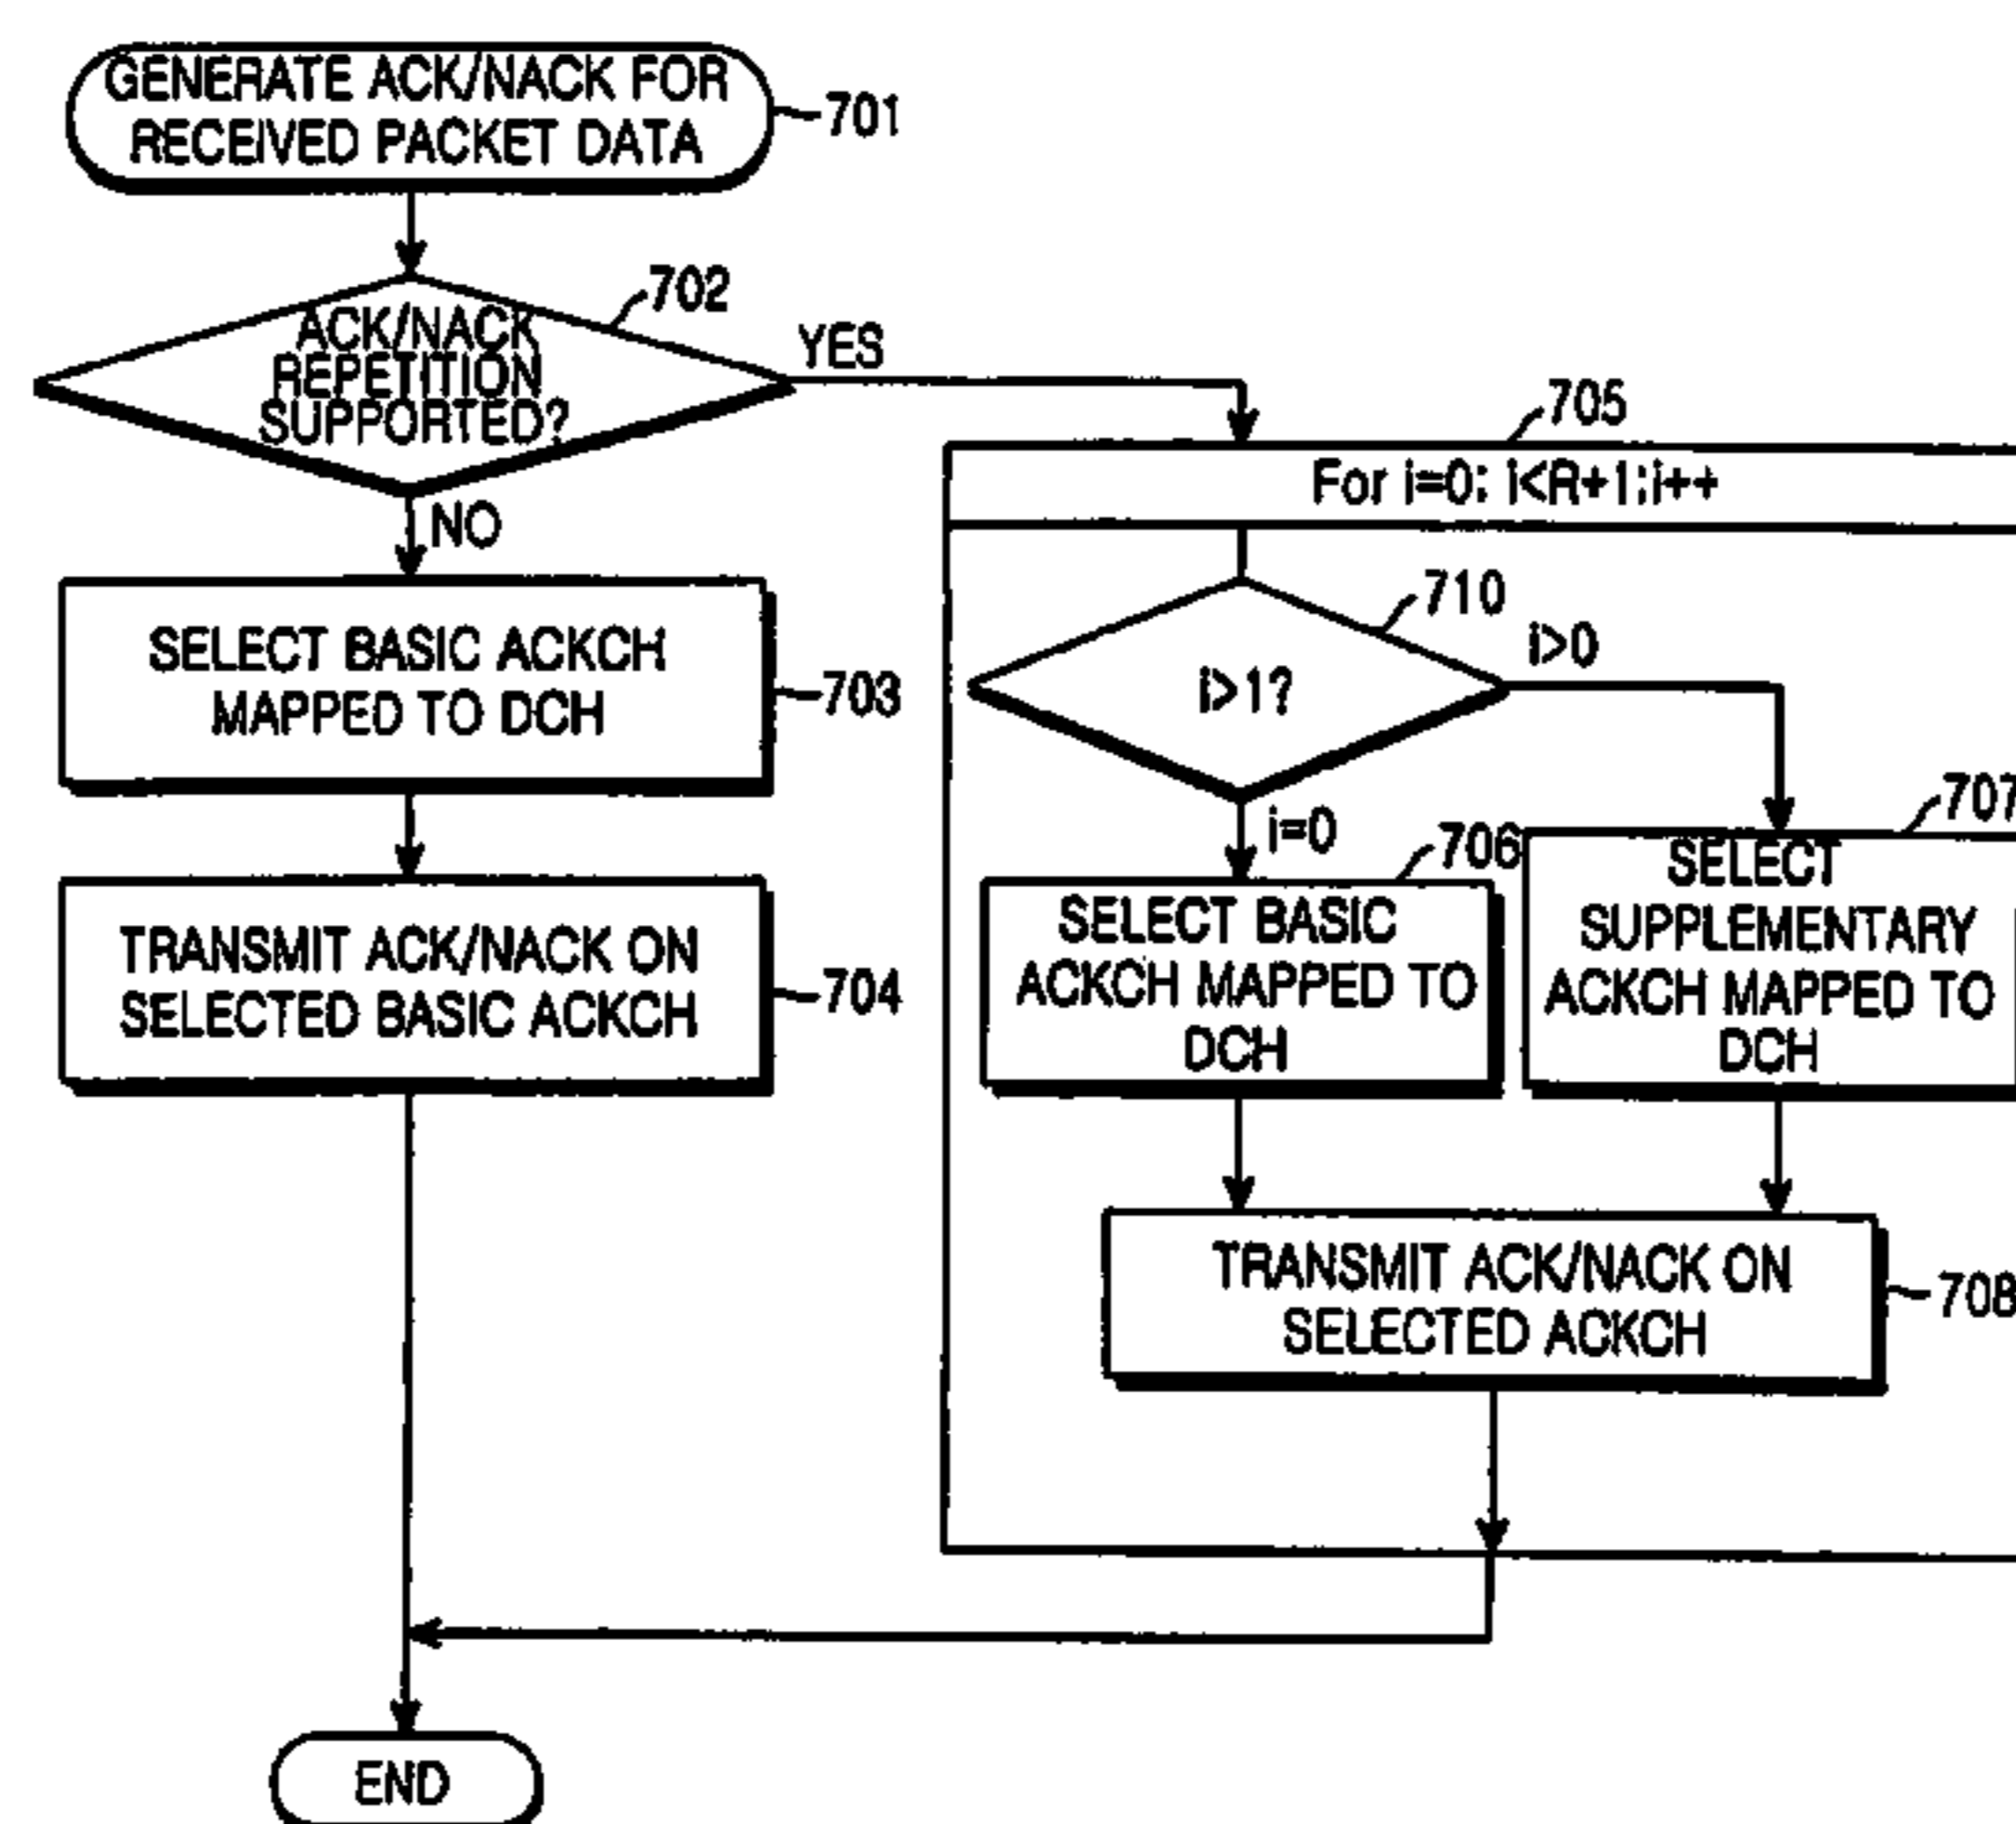 GENERATE ACK/NACK FOR
RECEIVED PACKET DATA
701
ACK/NACK
REPETITION
SUPPORTED?
702
YES
NO
SELECT BASIC ACKCH
MAPPED TO DCH
703
TRANSMIT ACK/NACK ON
SELECTED BASIC ACKCH
704
705
For i=0: i<R+1:i++
710
i>1?
i>0
i=0
706
SELECT BASIC
ACKCH MAPPED TO
DCH
707
SELECT
SUPPLEMENTARY
ACKCH MAPPED TO
DCH
TRANSMIT ACK/NACK ON
SELECTED ACKCH
708
END